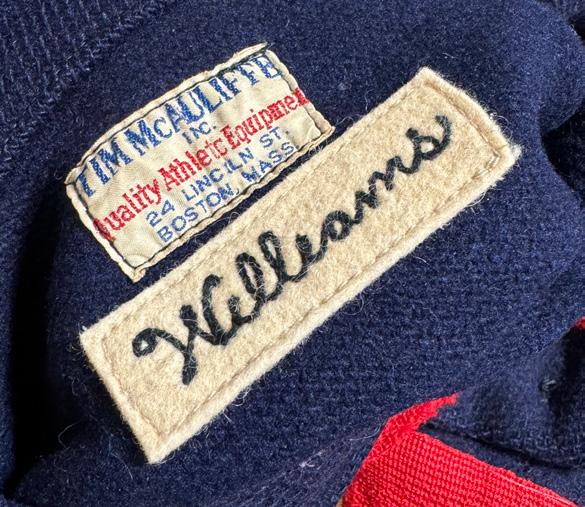 TIM MCAULIFFE
INC.
Quality Athletic Equipment
24 LINCOLN ST.
BOSTON, MASS.
Williams